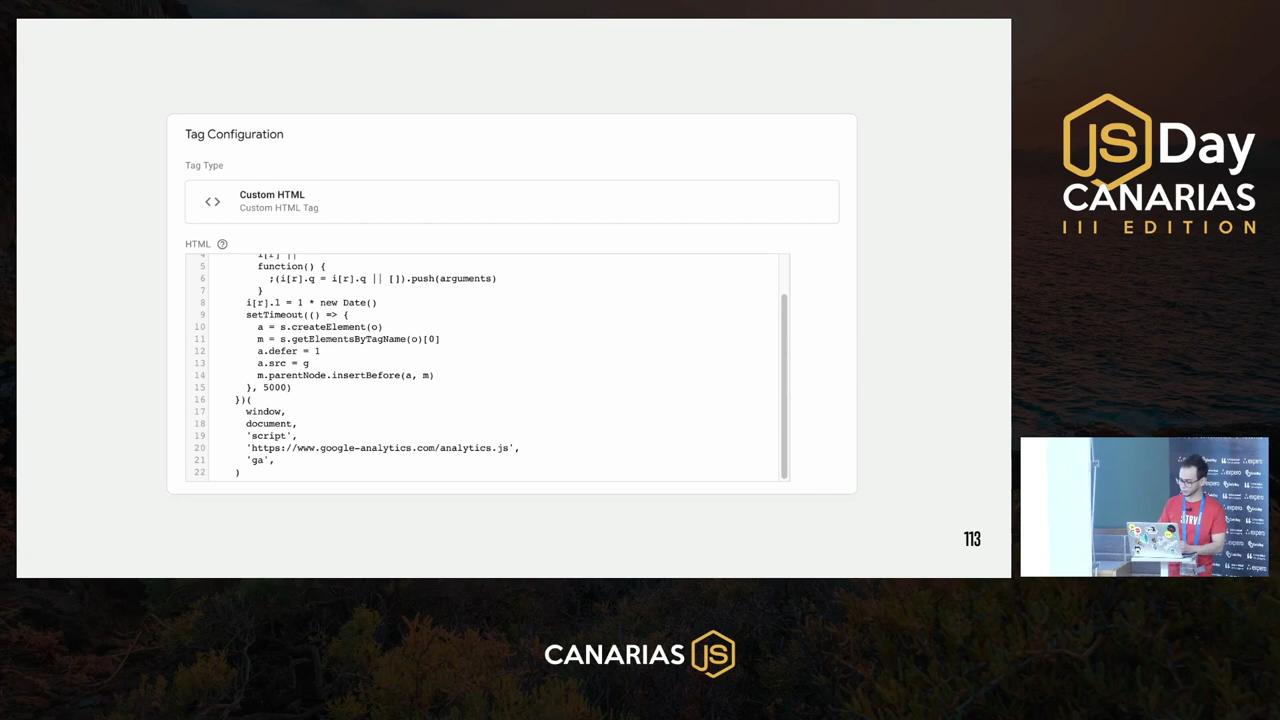 Tag Configuration
Tag Type
Custom HTML
Custom HTML Tag
HTML ?
4 i[r] ||
5 function() {
6 ;(i[r].q = i[r].q || []).push(arguments)
7 }
8 i[r].l = 1 * new Date()
9 setTimeout(() => {
10 a = s.createElement(o)
11 m = s.getElementsByTagName(o)[0]
12 a.defer = 1
13 a.src = g
14 m.parentNode.insertBefore(a, m)
15 }, 5000)
16 })(
17 window,
18 document,
19 'script',
20 'https://www.google-analytics.com/analytics.js',
21 'ga',
22 )
113
JS Day
CANARIAS
III EDITION
expero
CANARIAS JS